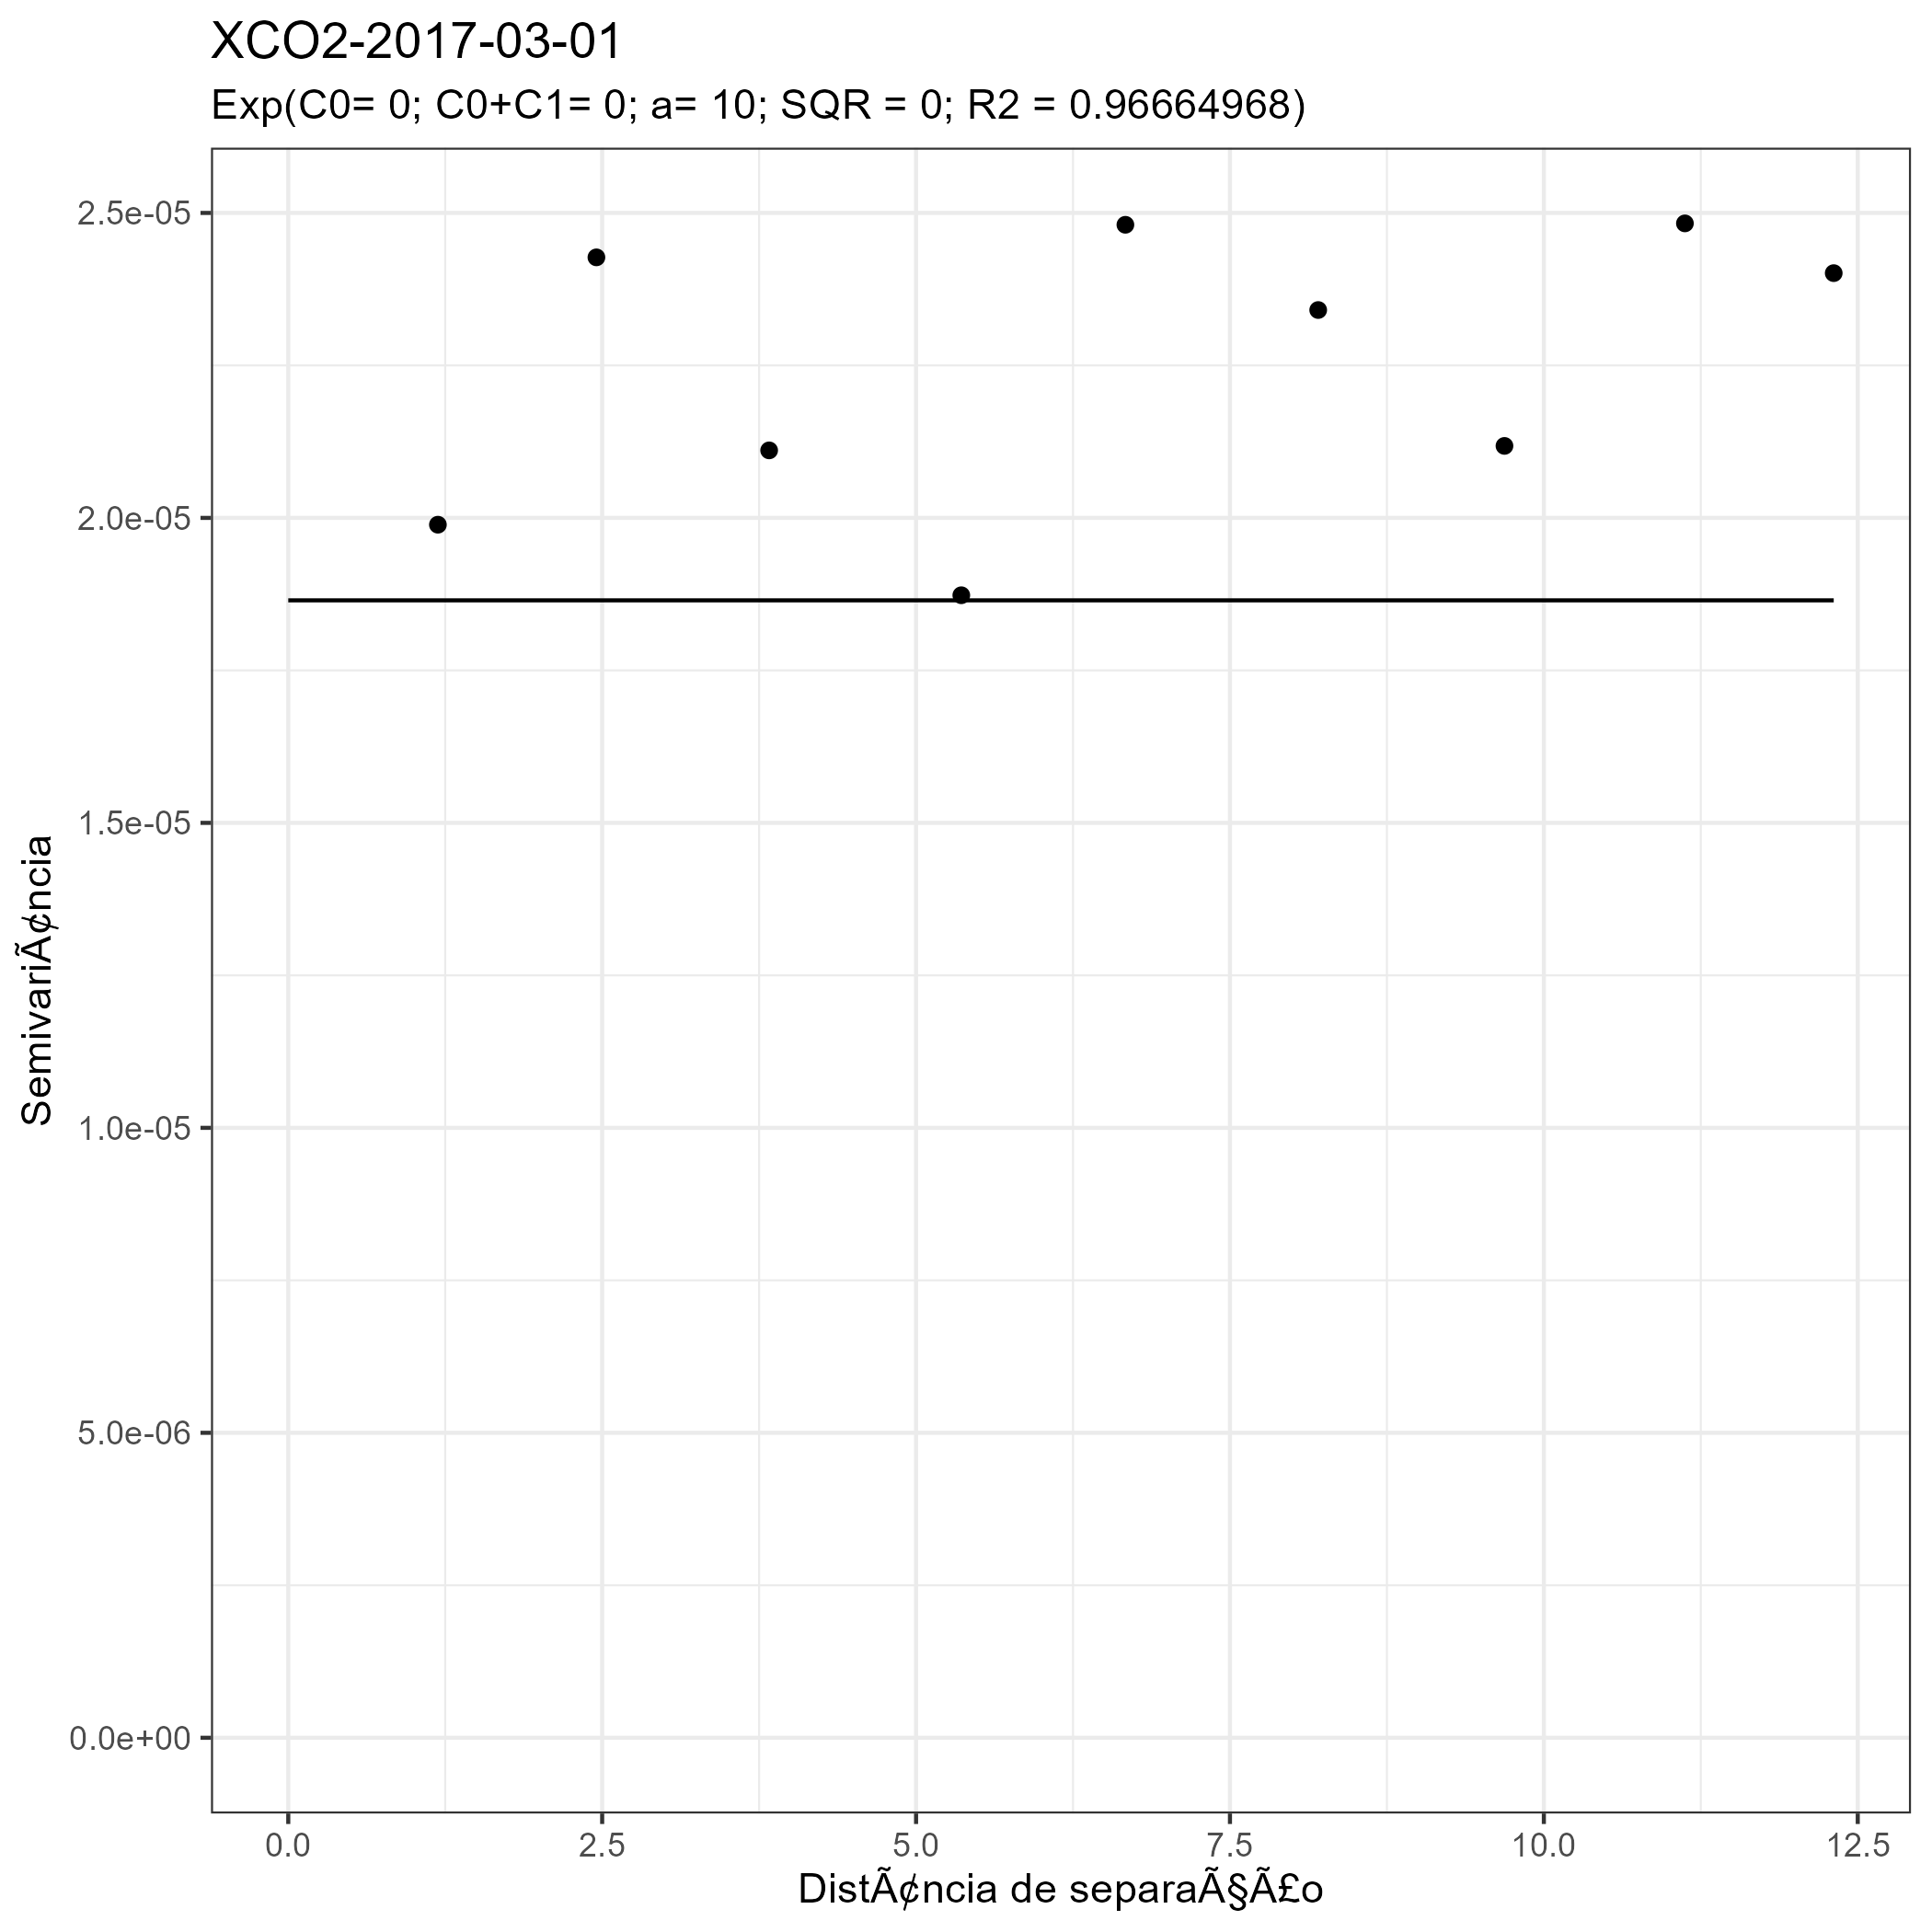 XCO2-2017-03-01
Exp(C0= 0; C0+C1= 0; a= 10; SQR = 0; R2 = 0.96664968)
2.5e-05
2.0e-05
1.5e-05
1.0e-05
5.0e-06
0.0e+00
SemivariÃ¢ncia
0.0 2.5 5.0 7.5 10.0 12.5
DistÃ¢ncia de separaÃ§Ã£o